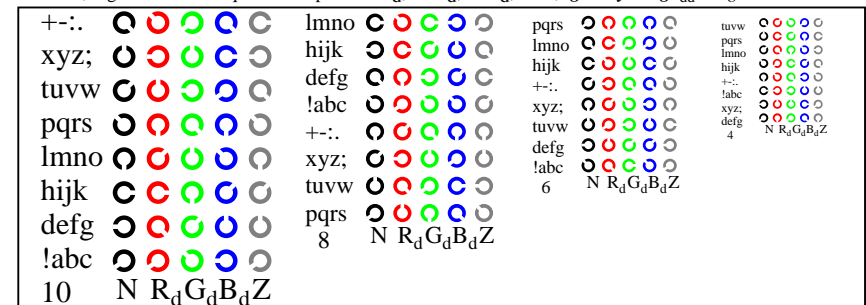 +-:.
xyz;
tuvw
pqrs
lmno
hijk
defg
!abc
10 N RdGdBdZ
lmno
hijk
defg
!abc
+-:.
xyz;
tuvw
pqrs
8 N RdGdBdZ
pqrs
lmno
hijk
+-:.
xyz;
tuvw
defg
!abc
6 N RdGdBdZ
tuvw
pqrs
lmno
hijk
+-:.
!abc
xyz;
defg
4 N RdGdBdZ